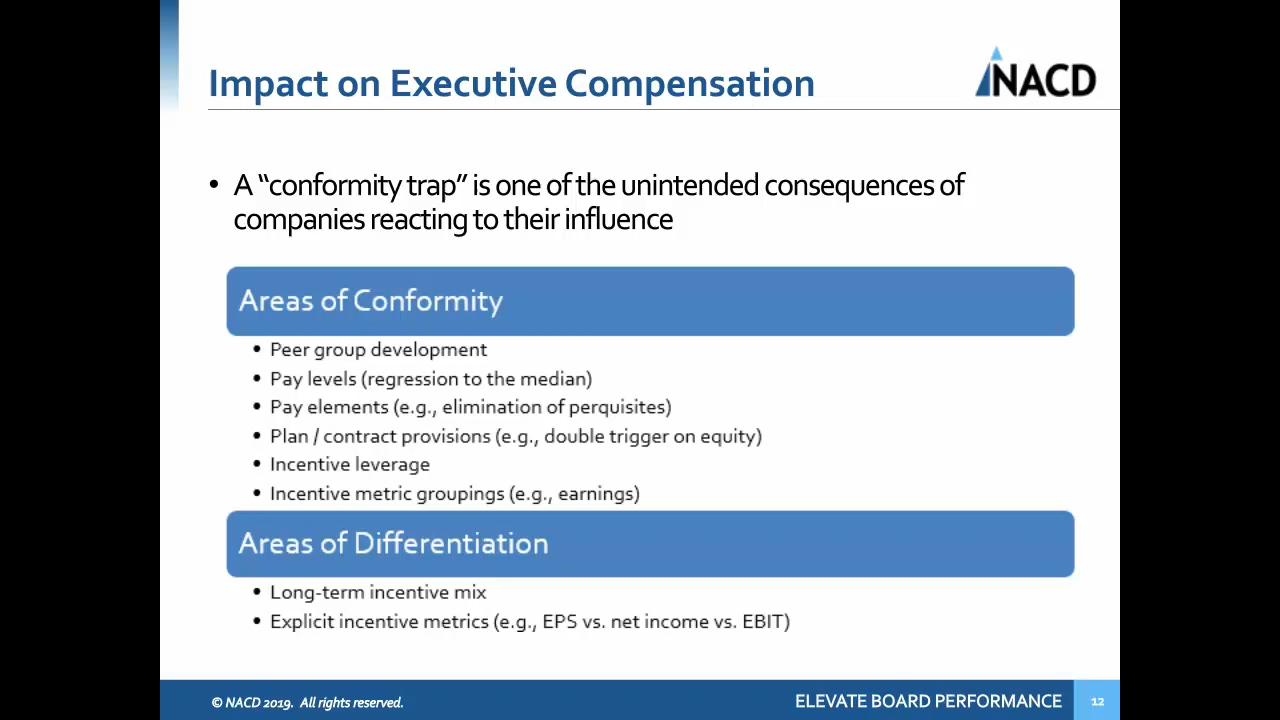 Impact on Executive Compensation
NACD
• A “conformity trap” is one of the unintended consequences of
companies reacting to their influence
Areas of Conformity
• Peer group development
• Pay levels (regression to the median)
• Pay elements (e.g., elimination of perquisites)
• Plan / contract provisions (e.g., double trigger on equity)
• Incentive leverage
• Incentive metric groupings (e.g., earnings)
Areas of Differentiation
• Long-term incentive mix
• Explicit incentive metrics (e.g., EPS vs. net income vs. EBIT)
© NACD 2019. All rights reserved.
ELEVATE BOARD PERFORMANCE
12